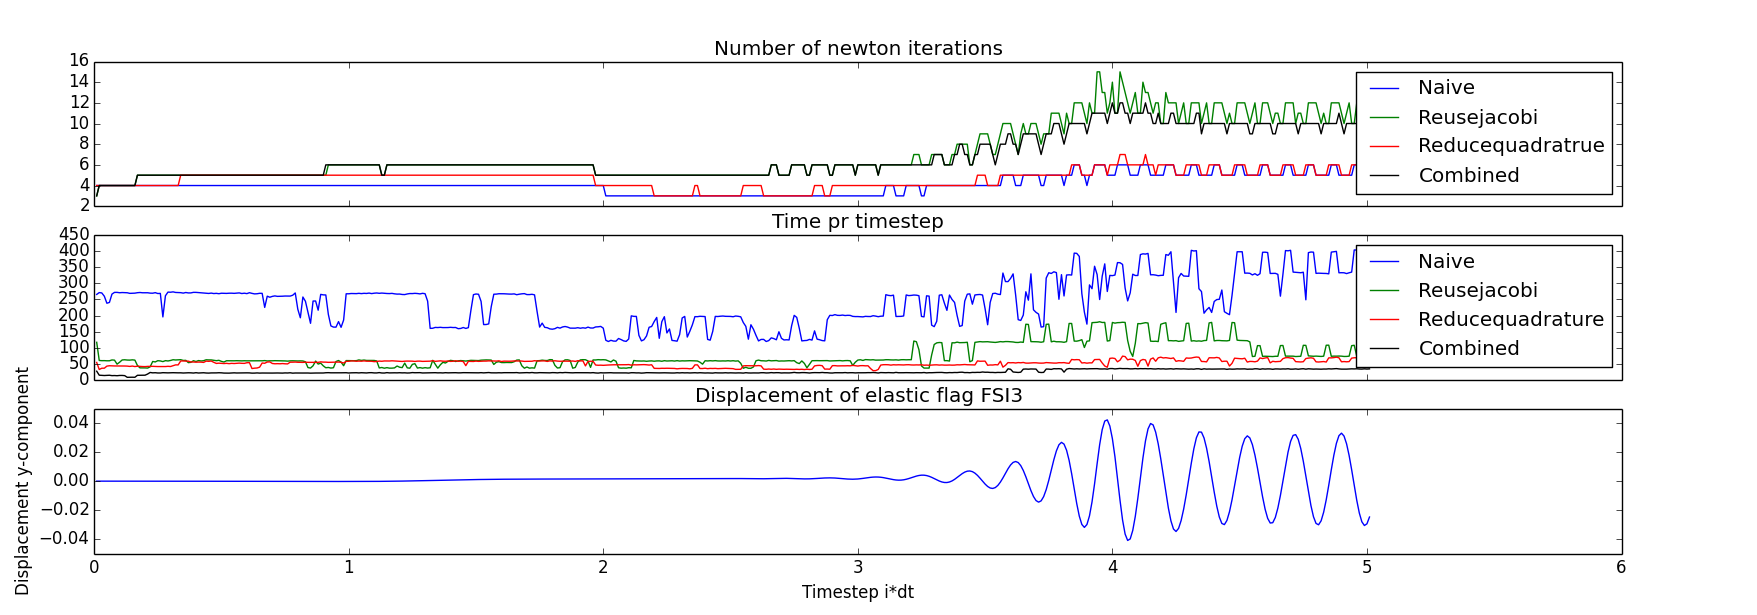 Number of newton iterations
16
14
12
10
8
6
4
2
Naive
Reusejacobi
Reducequadratrue
Combined
Time pr timestep
450
400
350
300
250
200
150
100
50
0
Naive
Reusejacobi
Reducequadrature
Combined
Displacement of elastic flag FSI3
Displacement y-component
0.04
0.02
0.00
−0.02
−0.04
0 1 2 3 4 5 6
Timestep i*dt